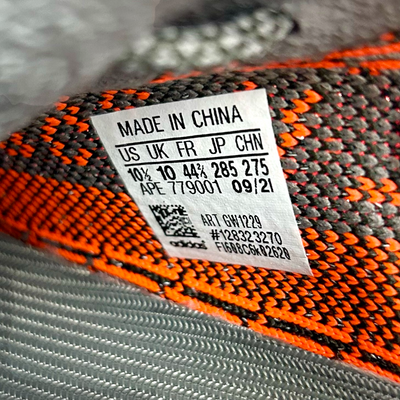 MADE IN CHINA
US UK FR JP CHN
10½ 10 44⅔ 285 275
APE 779001 09/21
ART GW1229
#128323270
adidas